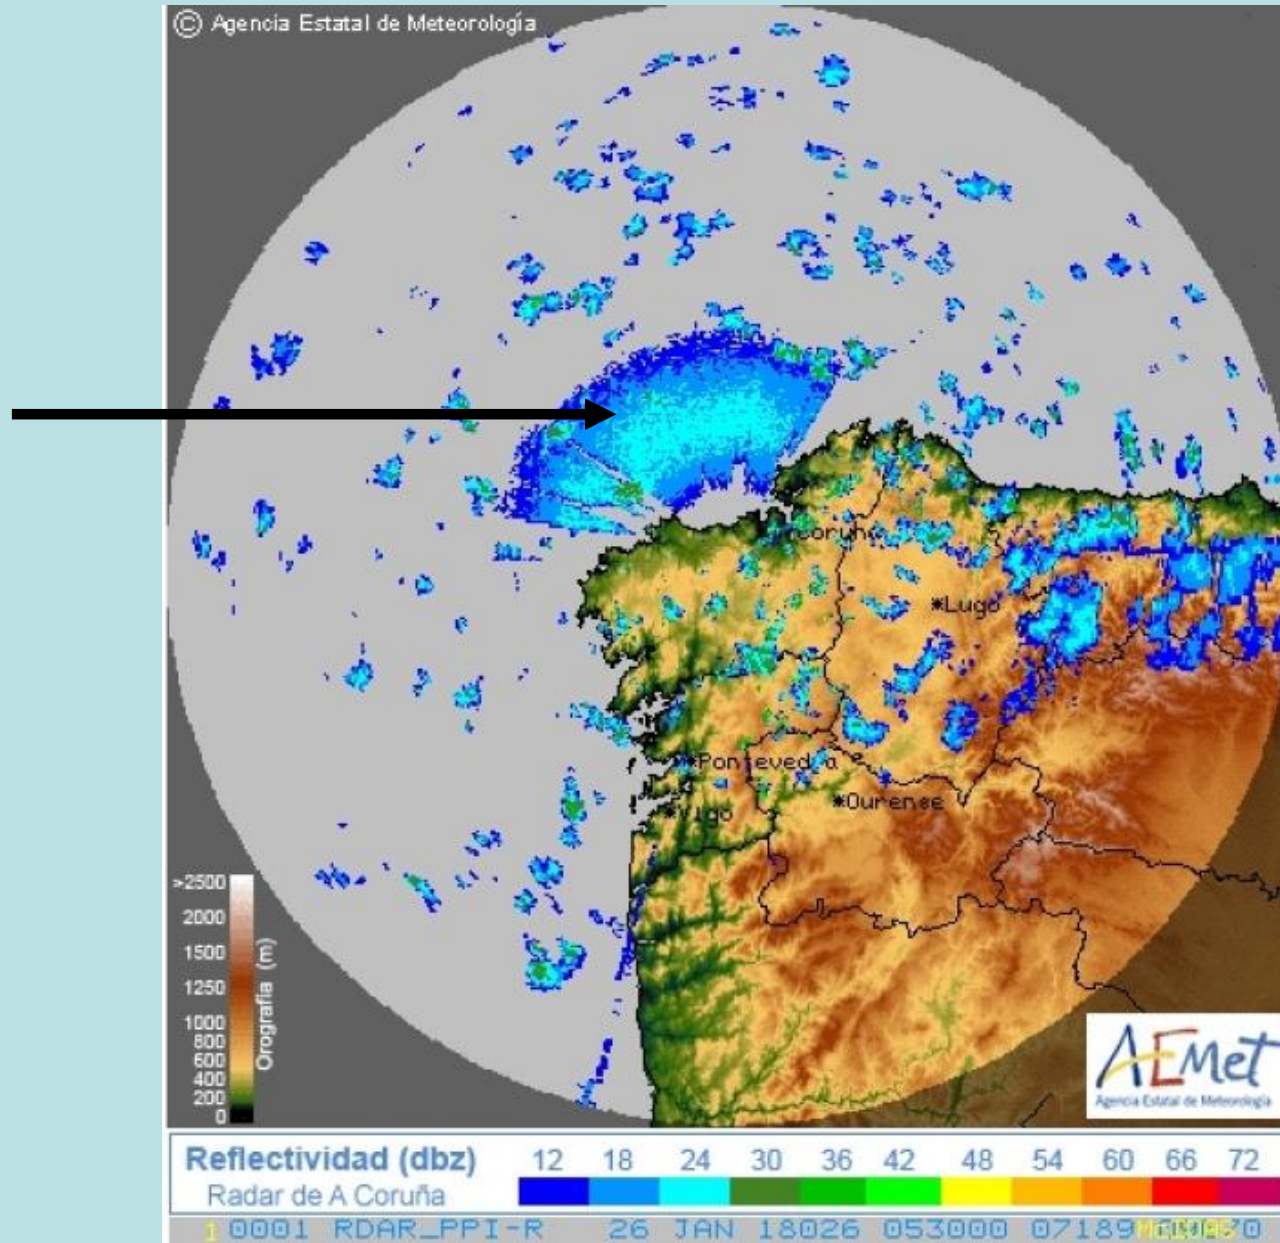 © Agencia Estatal de Meteorología
*Lugo
*Pontevedra
*Ourense
*Vigo
>2500
2000
1500
1250
1000
800
600
400
200
0
Orografía (m)
AEMet
Agencia Estatal de Meteorología
Reflectividad (dbz) 12 18 24 30 36 42 48 54 60 66 72
Radar de A Coruña
1 0001 RDAR_PPI-R 26 JAN 18026 053000 07189